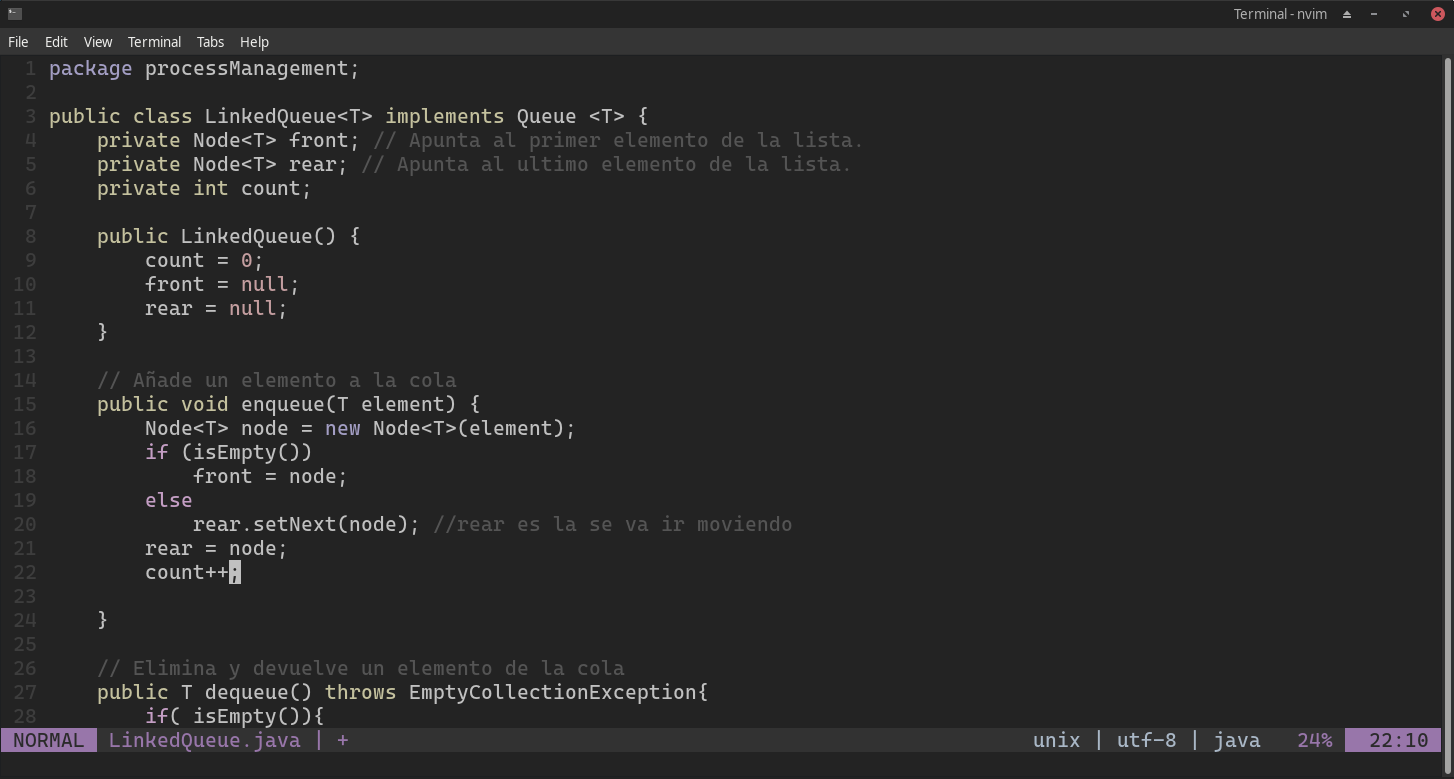 Terminal - nvim
File Edit View Terminal Tabs Help
1 package processManagement;
2
3 public class LinkedQueue<T> implements Queue <T> {
4     private Node<T> front; // Apunta al primer elemento de la lista.
5     private Node<T> rear; // Apunta al ultimo elemento de la lista.
6     private int count;
7
8     public LinkedQueue() {
9         count = 0;
10         front = null;
11         rear = null;
12     }
13
14     // Añade un elemento a la cola
15     public void enqueue(T element) {
16         Node<T> node = new Node<T>(element);
17         if (isEmpty())
18             front = node;
19         else
20             rear.setNext(node); //rear es la se va ir moviendo
21         rear = node;
22         count++;
23
24     }
25
26     // Elimina y devuelve un elemento de la cola
27     public T dequeue() throws EmptyCollectionException{
28         if( isEmpty()){
NORMAL LinkedQueue.java | + unix | utf-8 | java 24% 22:10